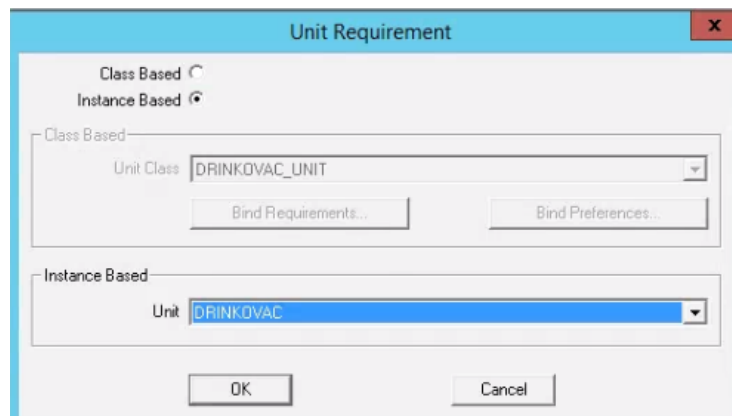 Unit Requirement
x
Class Based
Instance Based
Class Based
Unit Class DRINKOVAC_UNIT
Bind Requirements... Bind Preferences...
Instance Based
Unit DRINKOVAC
OK Cancel